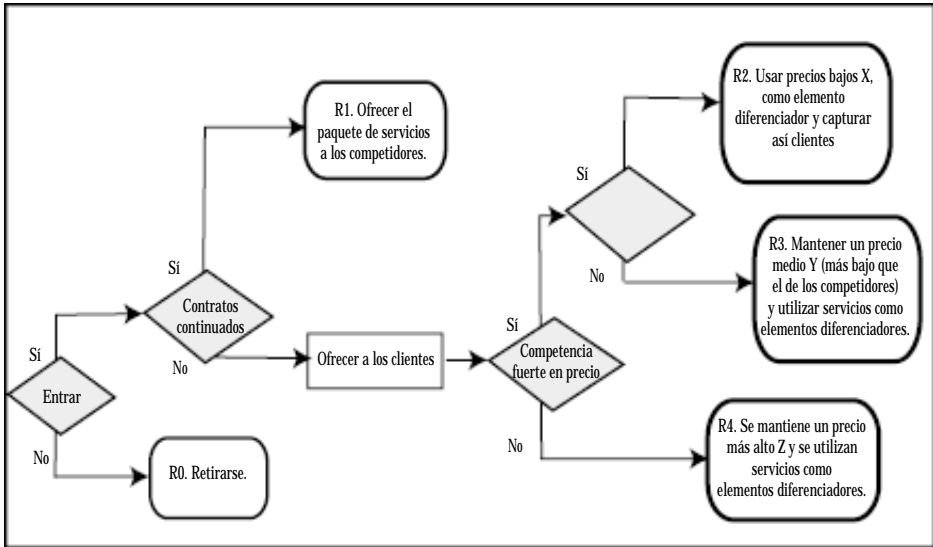 Entrar
Sí
No
R0. Retirarse.
Contratos
continuados
Sí
No
R1. Ofrecer el
paquete de servicios
a los competidores.
Ofrecer a los clientes
Competencia
fuerte en precio
Sí
No
Sí
No
R2. Usar precios bajos X,
como elemento
diferenciador y capturar
así clientes
R3. Mantener un precio
medio Y (más bajo que
el de los competidores)
y utilizar servicios como
elementos diferenciadores.
R4. Se mantiene un precio
más alto Z y se utilizan
servicios como
elementos diferenciadores.